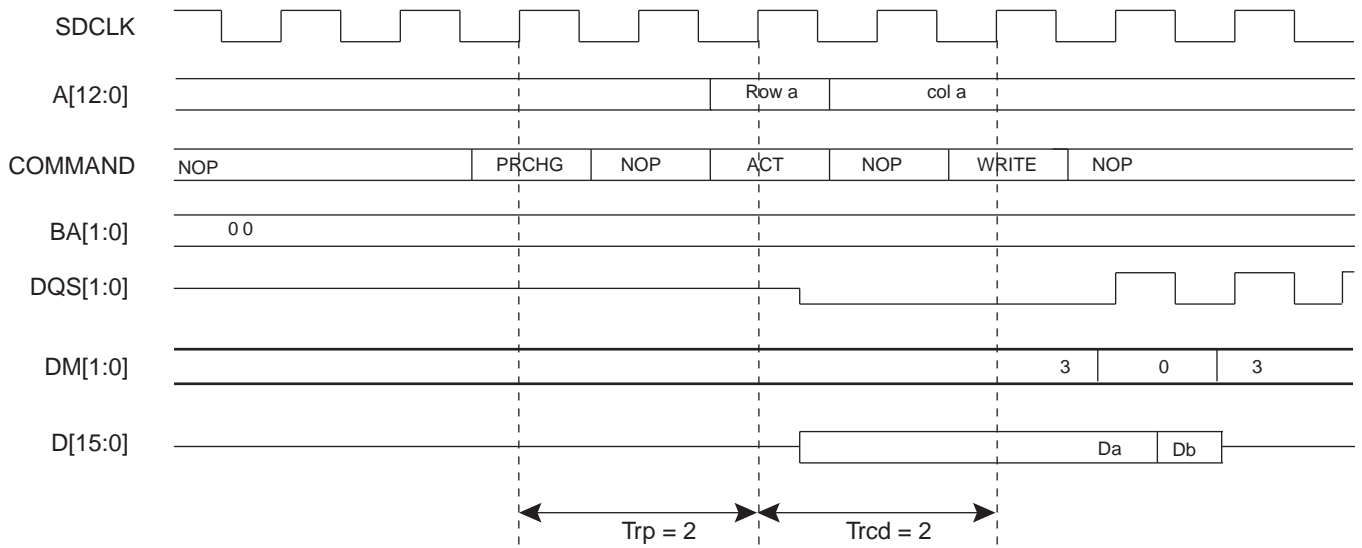 SDCLK
A[12:0] Row a col a
COMMAND NOP PRCHG NOP ACT NOP WRITE NOP
BA[1:0] 0 0
DQS[1:0]
DM[1:0] 3 0 3
D[15:0] Da Db
Trp = 2 Trcd = 2